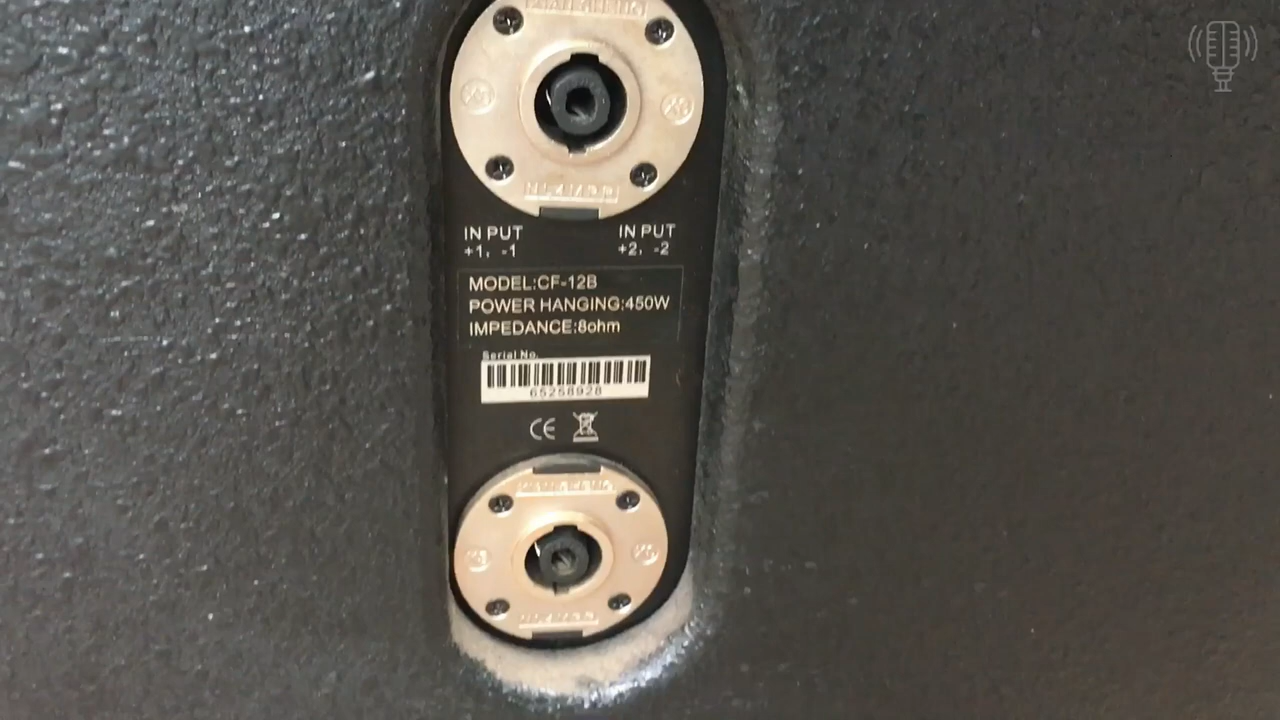 IN PUT IN PUT
+1, -1 +2, -2
MODEL:CF-12B
POWER HANGING:450W
IMPEDANCE:8ohm
Serial No.
65258928
CE